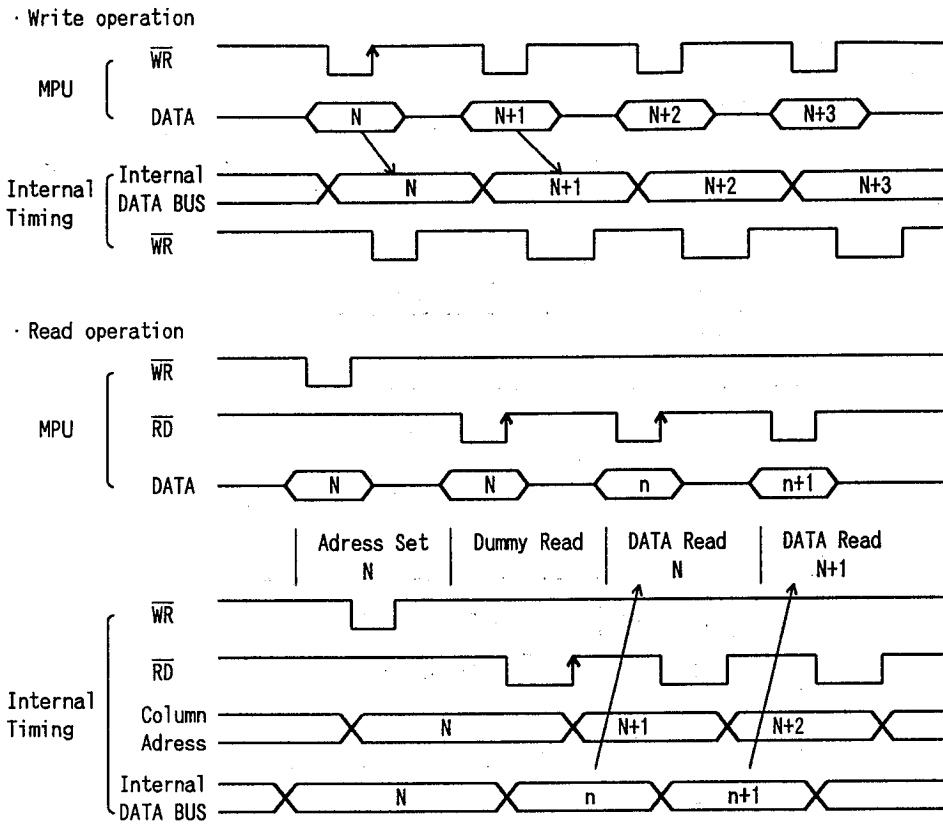 · Write operation
MPU
WR
DATA N N+1 N+2 N+3
Internal
Timing
Internal
DATA BUS
N N+1 N+2 N+3
WR
· Read operation
MPU
WR
RD
DATA N N n n+1
Adress Set
N
Dummy Read
DATA Read
N
DATA Read
N+1
Internal
Timing
WR
RD
Column
Adress
N N+1 N+2
Internal
DATA BUS
N n n+1